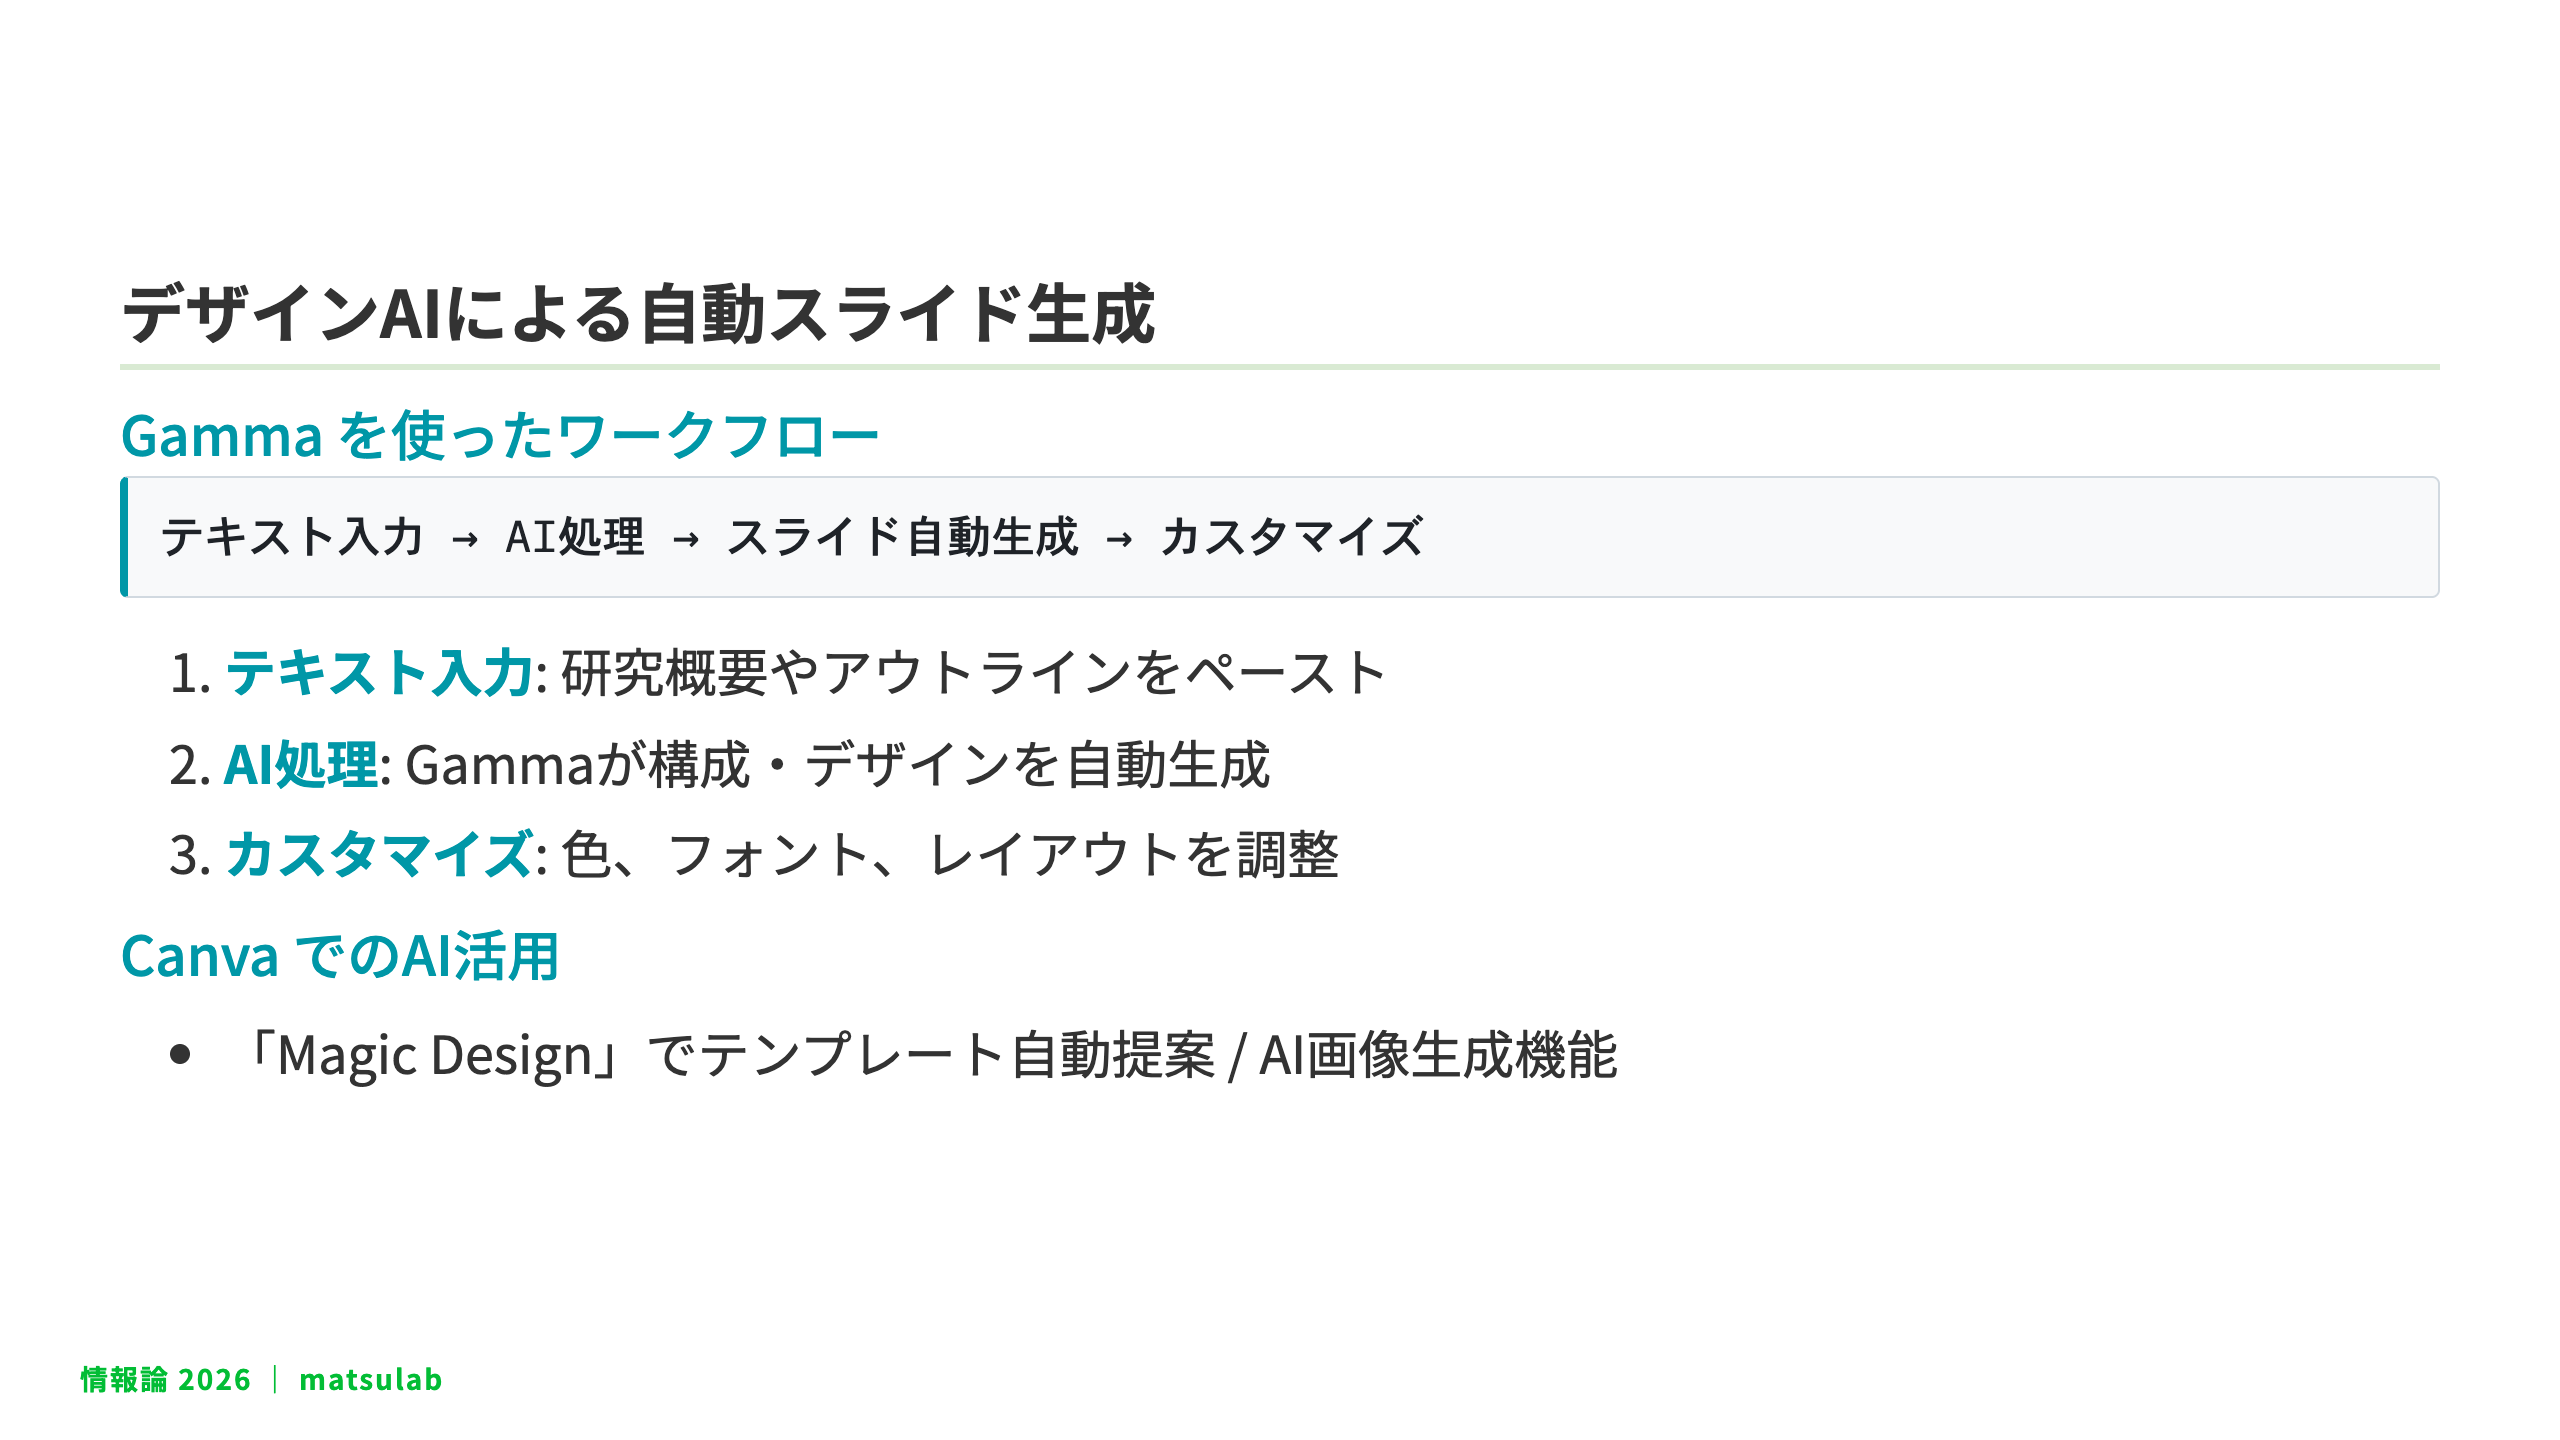 デザインAIによる自動スライド生成
Gamma を使ったワークフロー
テキスト入力 → AI処理 → スライド自動生成 → カスタマイズ
1. テキスト入力: 研究概要やアウトラインをペースト
2. AI処理: Gammaが構成・デザインを自動生成
3. カスタマイズ: 色、フォント、レイアウトを調整
Canva でのAI活用
• 「Magic Design」でテンプレート自動提案 / AI画像生成機能
情報論 2026 | matsulab